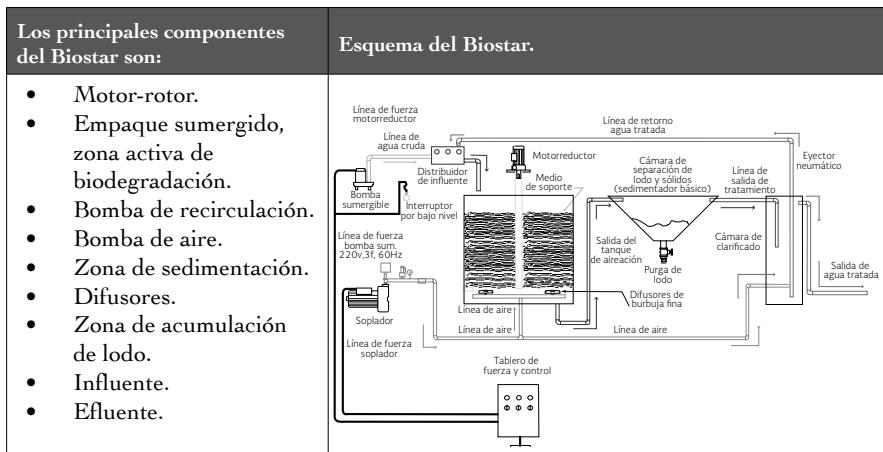 Los principales componentes
del Biostar son:
Esquema del Biostar.
• Motor-rotor.
• Empaque sumergido,
zona activa de
biodegradación.
• Bomba de recirculación.
• Bomba de aire.
• Zona de sedimentación.
• Difusores.
• Zona de acumulación
de lodo.
• Influente.
• Efluente.
Línea de fuerza
motorreductor
Línea de
agua cruda
Distribuidor
de influente
Bomba
sumergible
Interruptor
por bajo nivel
Línea de fuerza
bomba sum.
220v,3f, 60Hz
Soplador
Línea de fuerza
soplador
Motorreductor
Medio
de soporte
Línea de retorno
agua tratada
Cámara de
separación de
lodo y sólidos
(sedimentador básico)
Línea de
salida de
tratamiento
Eyector
neumático
Salida del
tanque
de aireación
Purga de
lodo
Cámara de
clarificado
Salida de
agua tratada
Difusores de
burbuja fina
Línea de aire
Línea de aire
Línea de aire
Tablero de
fuerza y control